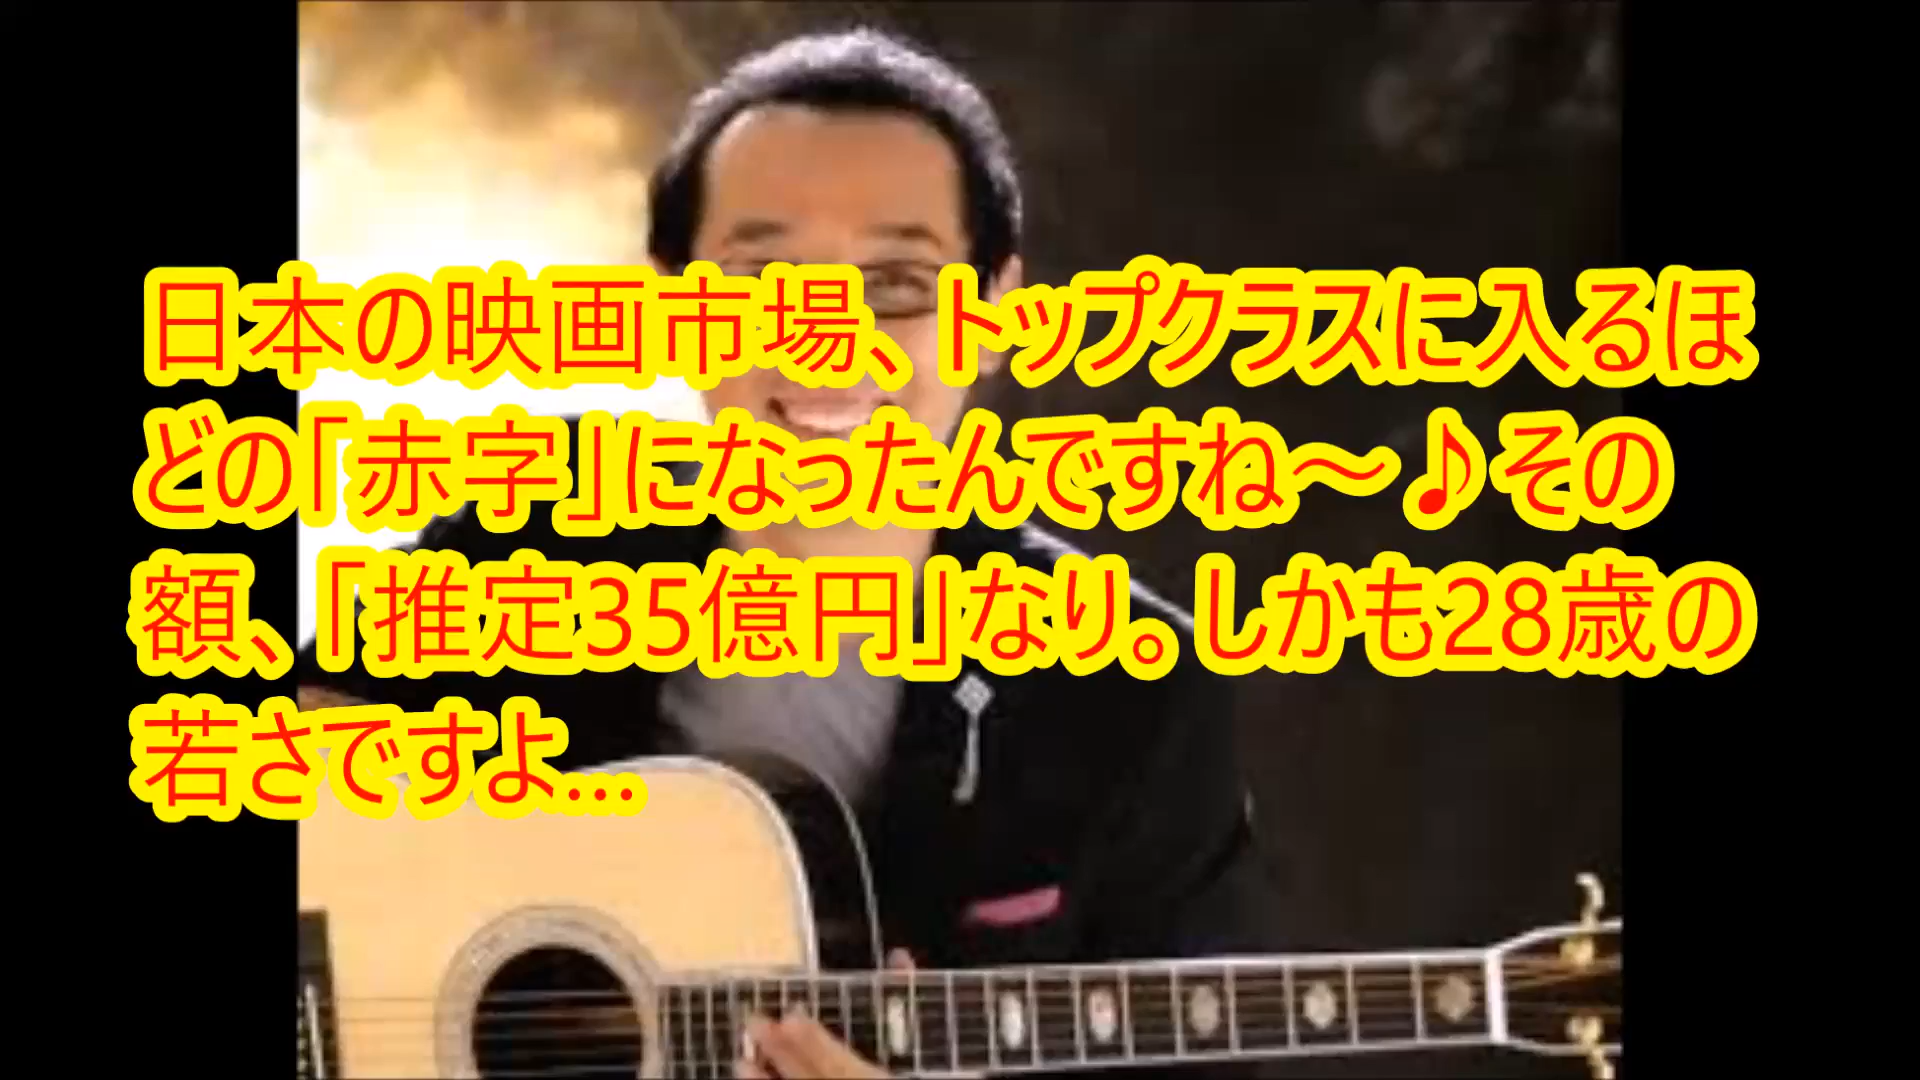 日本の映画市場、トップクラスに入るほ
どの「赤字」になったんですね～♪その
額、「推定35億円」なり。しかも28歳の
若さですよ...